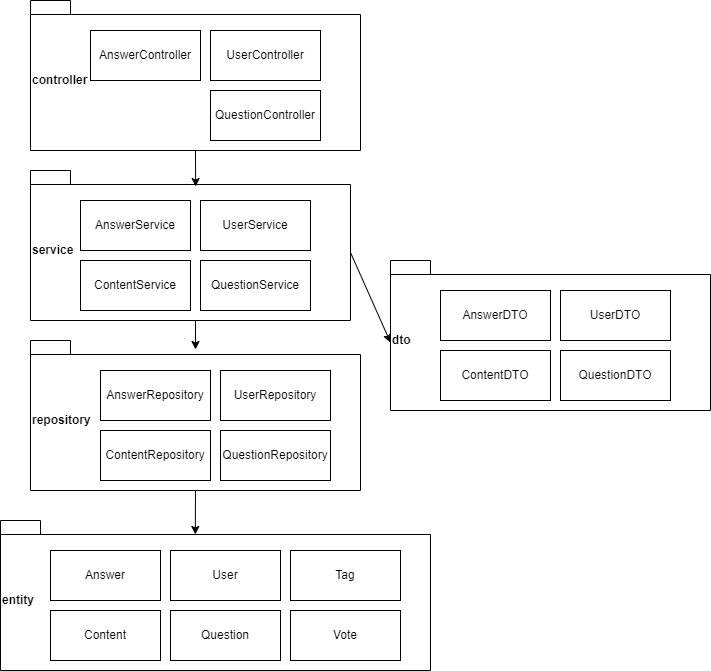 AnswerController
UserController
controller
QuestionController
AnswerService
UserService
service
ContentService
QuestionService
AnswerDTO
UserDTO
dto
ContentDTO
QuestionDTO
AnswerRepository
UserRepository
repository
ContentRepository
QuestionRepository
Answer
User
Tag
entity
Content
Question
Vote